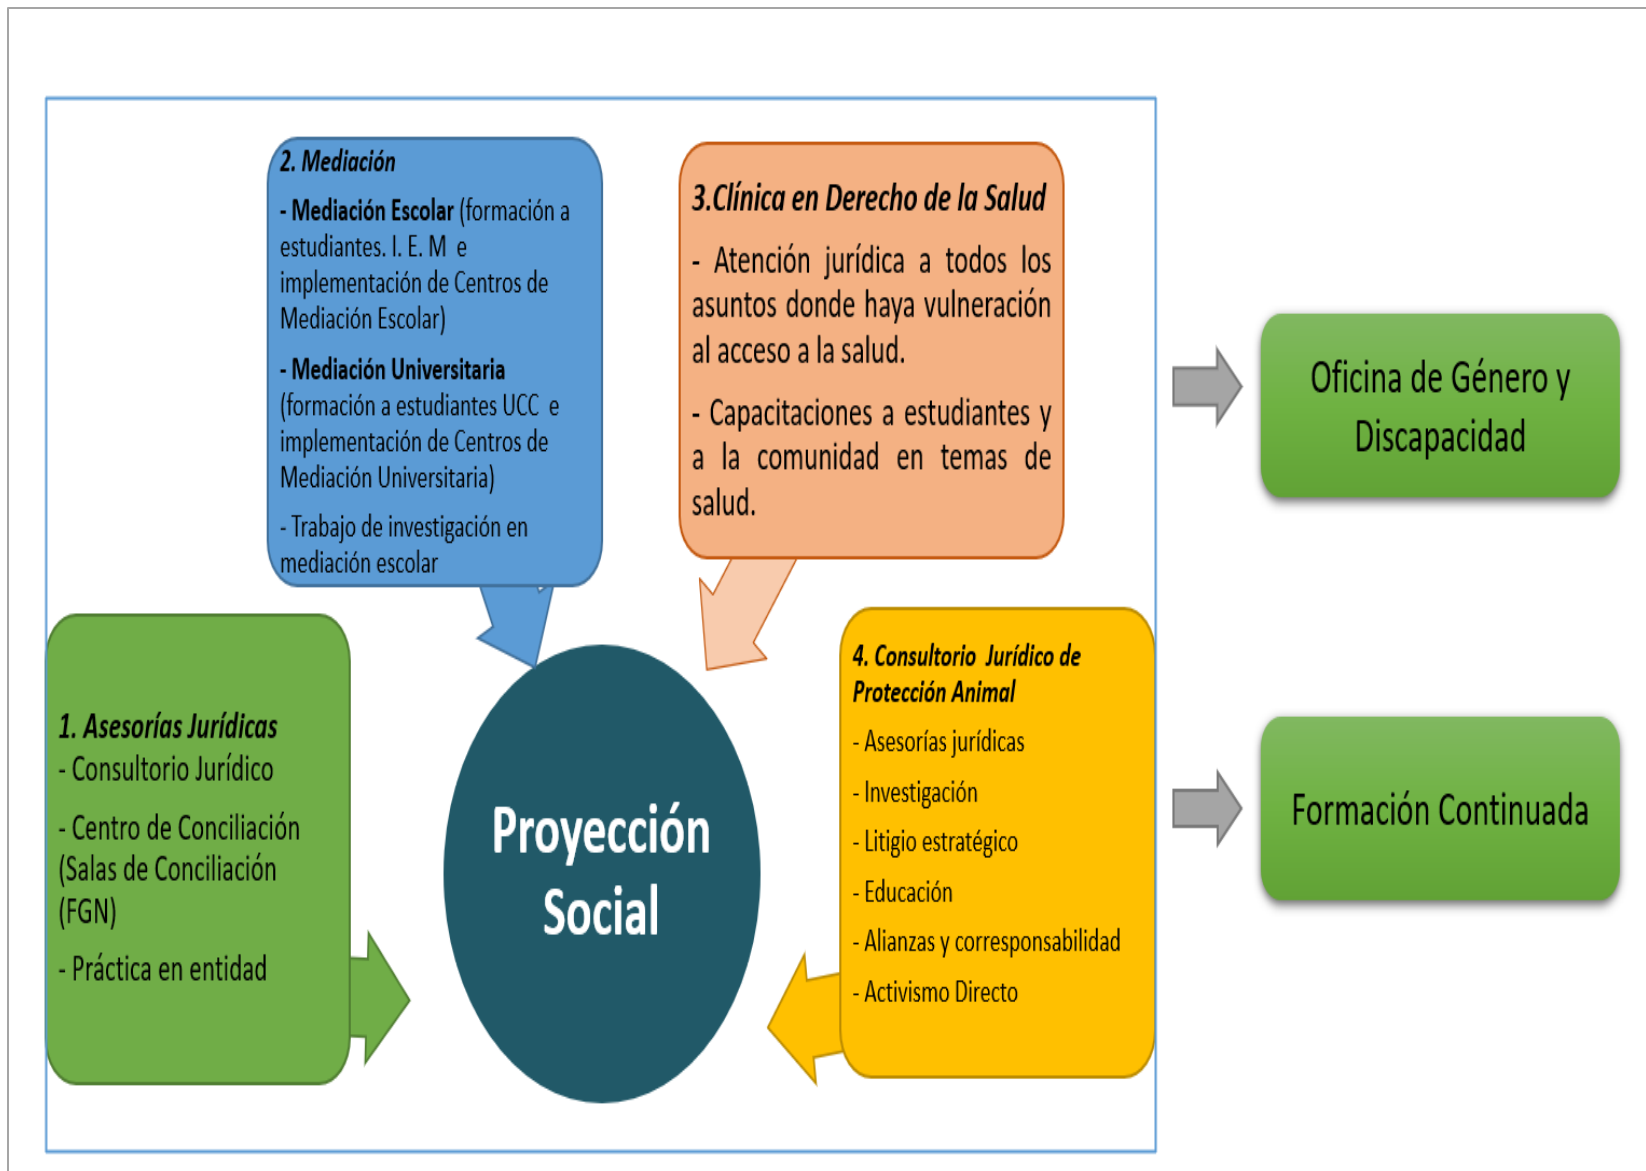 2. Mediación
- Mediación Escolar (formación a
estudiantes. I. E. M e
implementación de Centros de
Mediación Escolar)
- Mediación Universitaria
(formación a estudiantes UCC e
implementación de Centros de
Mediación Universitaria)
- Trabajo de investigación en
mediación escolar
3.Clínica en Derecho de la Salud
- Atención jurídica a todos los
asuntos donde haya vulneración
al acceso a la salud.
- Capacitaciones a estudiantes y
a la comunidad en temas de
salud.
1. Asesorías Jurídicas
- Consultorio Jurídico
- Centro de Conciliación
(Salas de Conciliación
(FGN)
- Práctica en entidad
Proyección
Social
4. Consultorio Jurídico de
Protección Animal
- Asesorías jurídicas
- Investigación
- Litigio estratégico
- Educación
- Alianzas y corresponsabilidad
- Activismo Directo
Oficina de Género y
Discapacidad
Formación Continuada